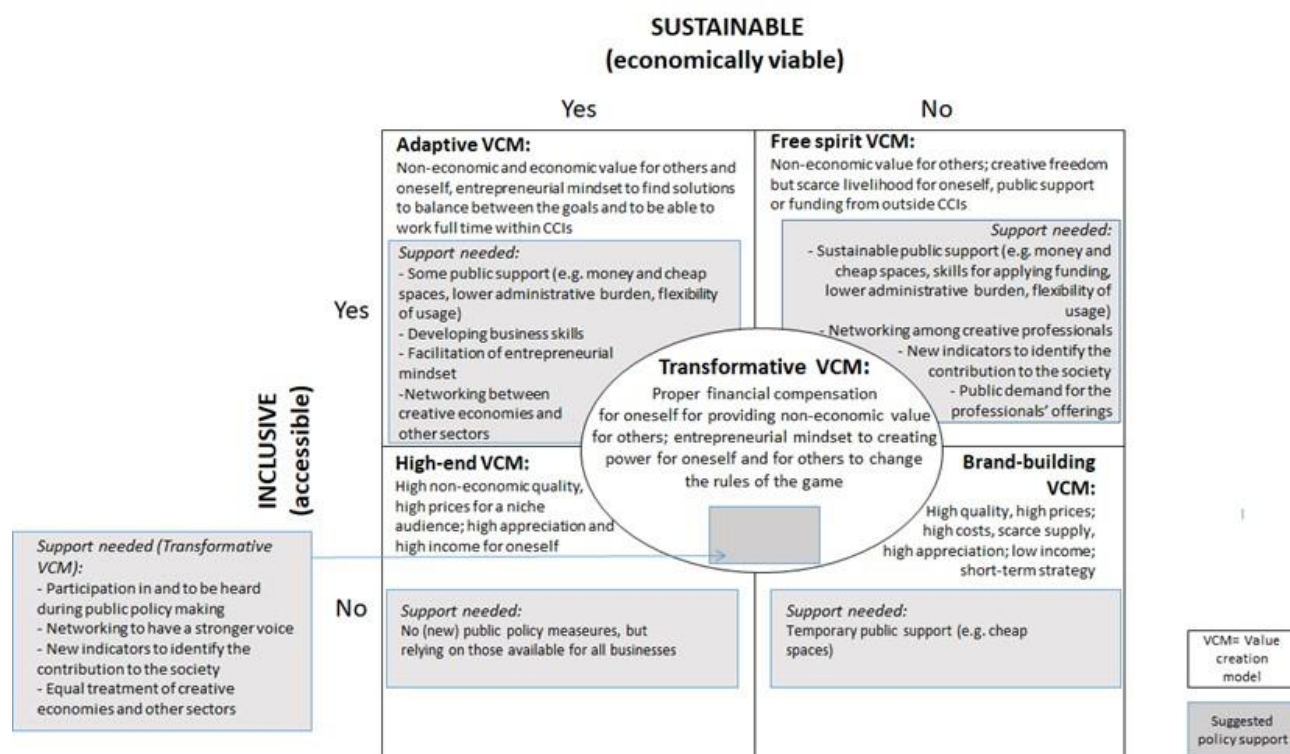 SUSTAINABLE
(economically viable)
Yes
No
INCLUSIVE
(accessible)
Yes
No
Adaptive VCM:
Non-economic and economic value for others and
oneself, entrepreneurial mindset to find solutions
to balance between the goals and to be able to
work full time within CCIs
Support needed:
- Some public support (e.g. money and cheap
spaces, lower administrative burden, flexibility
of usage)
- Developing business skills
- Facilitation of entrepreneurial
mindset
-Networking between
creative economies and
other sectors
Free spirit VCM:
Non-economic value for others; creative freedom
but scarce livelihood for oneself, public support
or funding from outside CCIs
Support needed:
- Sustainable public support (e.g. money and
cheap spaces, skills for applying funding,
lower administrative burden, flexibility of
usage)
- Networking among creative professionals
- New indicators to identify the
contribution to the society
- Public demand for the
professionals' offerings
Transformative VCM:
Proper financial compensation
for oneself for providing non-economic value
for others; entrepreneurial mindset to creating
power for oneself and for others to change
the rules of the game
High-end VCM:
High non-economic quality,
high prices for a niche
audience; high appreciation and
high income for oneself
Support needed:
No (new) public policy measeures, but
relying on those available for all businesses
Brand-building
VCM:
High quality, high prices;
high costs, scarce supply,
high appreciation; low income;
short-term strategy
Support needed:
Temporary public support (e.g. cheap
spaces)
Support needed (Transformative
VCM):
- Participation in and to be heard
during public policy making
- Networking to have a stronger voice
- New indicators to identify the
contribution to the society
- Equal treatment of creative
economies and other sectors
VCM= Value
creation
model
Suggested
policy support